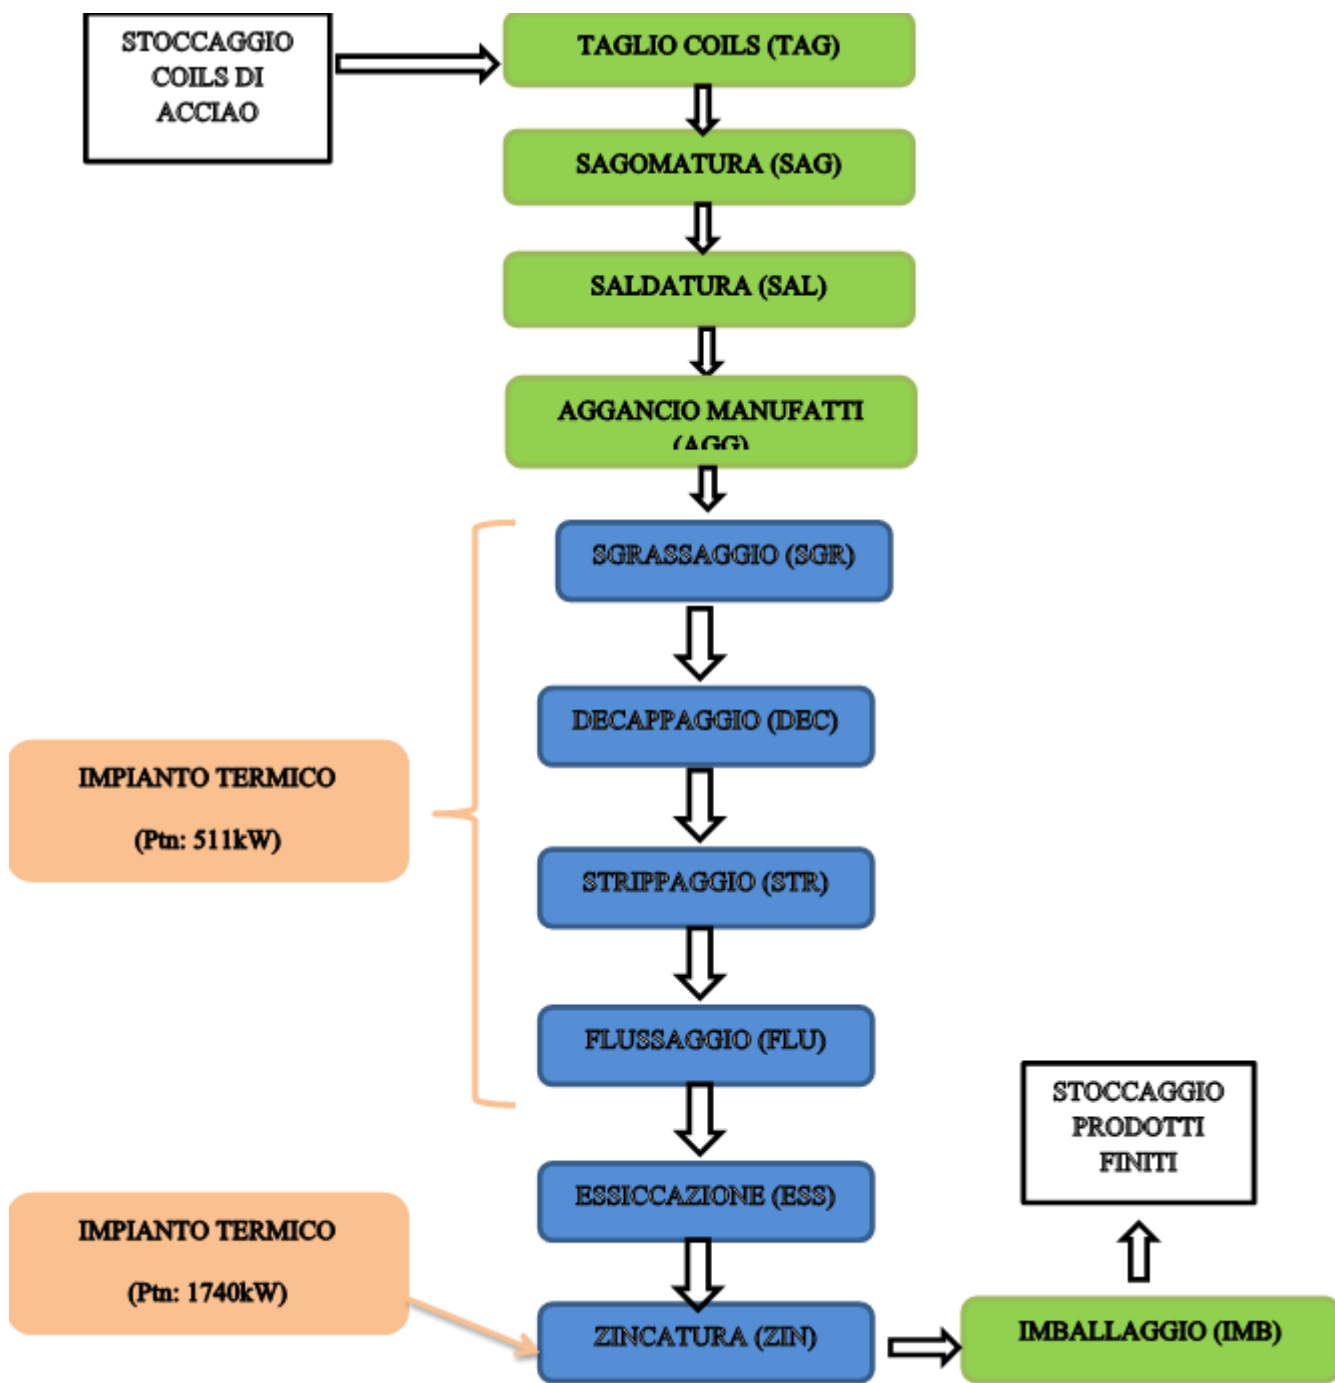 STOCCAGGIO
COILS DI
ACCIAO
TAGLIO COILS (TAG)
SAGOMATURA (SAG)
SALDATURA (SAL)
AGGANCIO MANUFATTI
(AGG)
SGRASSAGGIO (SGR)
DECAPPAGGIO (DEC)
IMPIANTO TERMICO
(Ptn: 511kW)
STRIPPAGGIO (STR)
FLUSSAGGIO (FLU)
STOCCAGGIO
PRODOTTI
FINITI
ESSICCAZIONE (ESS)
IMPIANTO TERMICO
(Ptn: 1740kW)
ZINCATURA (ZIN)
IMBALLAGGIO (IMB)